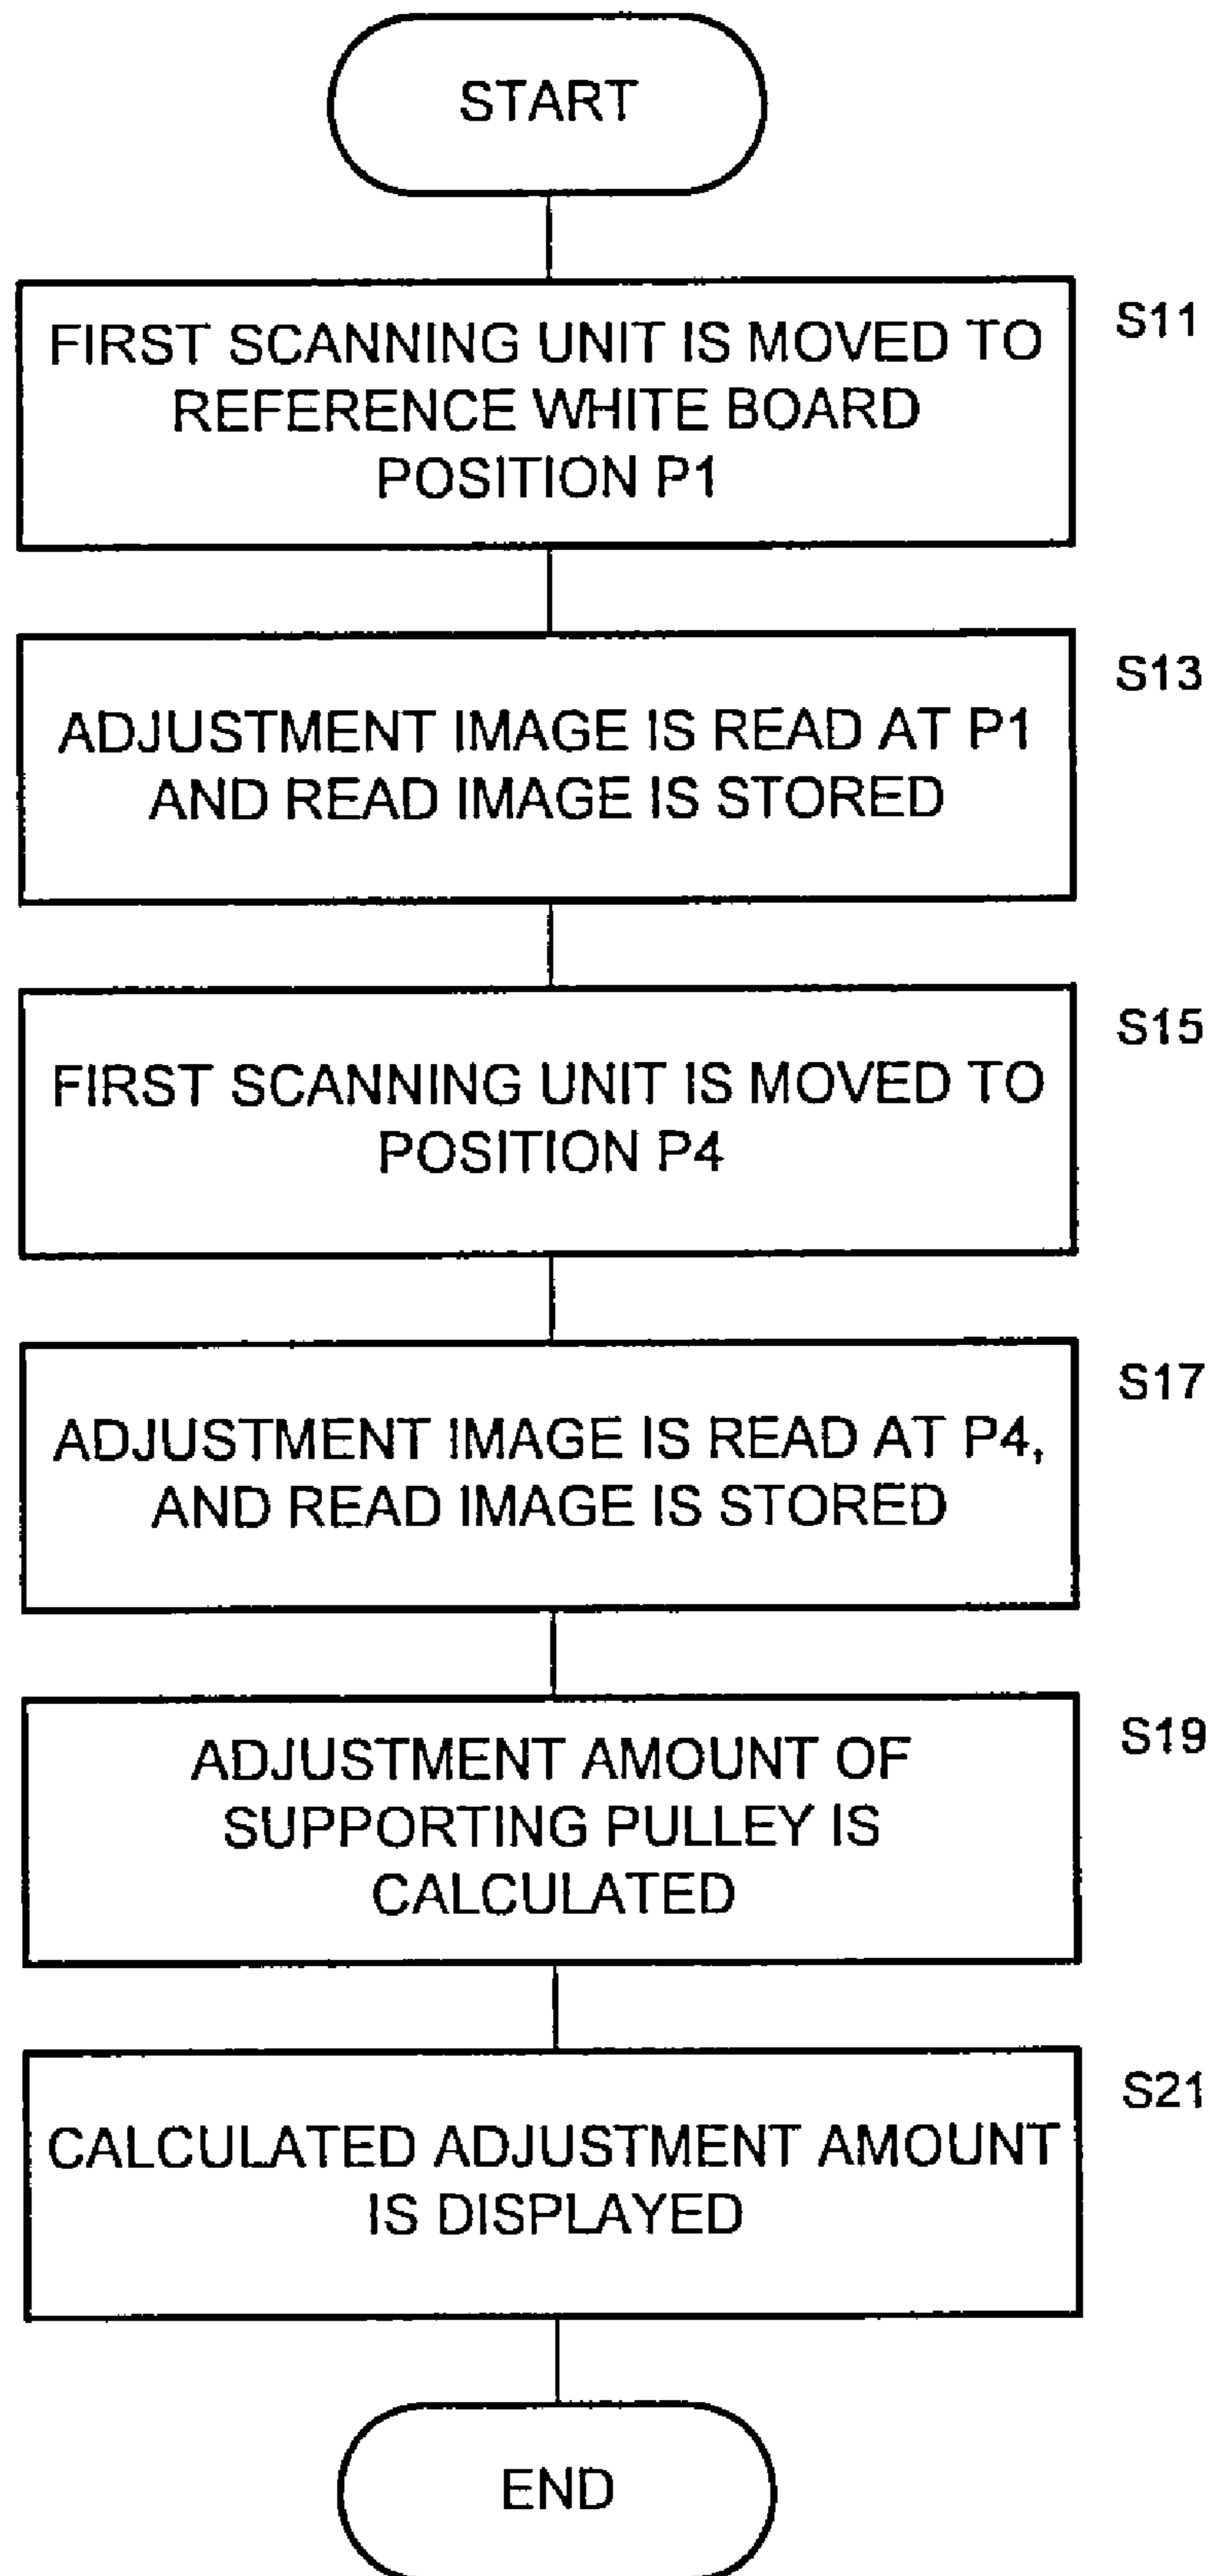 START
S11
FIRST SCANNING UNIT IS MOVED TO
REFERENCE WHITE BOARD
POSITION P1
S13
ADJUSTMENT IMAGE IS READ AT P1
AND READ IMAGE IS STORED
S15
FIRST SCANNING UNIT IS MOVED TO
POSITION P4
S17
ADJUSTMENT IMAGE IS READ AT P4,
AND READ IMAGE IS STORED
S19
ADJUSTMENT AMOUNT OF
SUPPORTING PULLEY IS
CALCULATED
S21
CALCULATED ADJUSTMENT AMOUNT
IS DISPLAYED
END